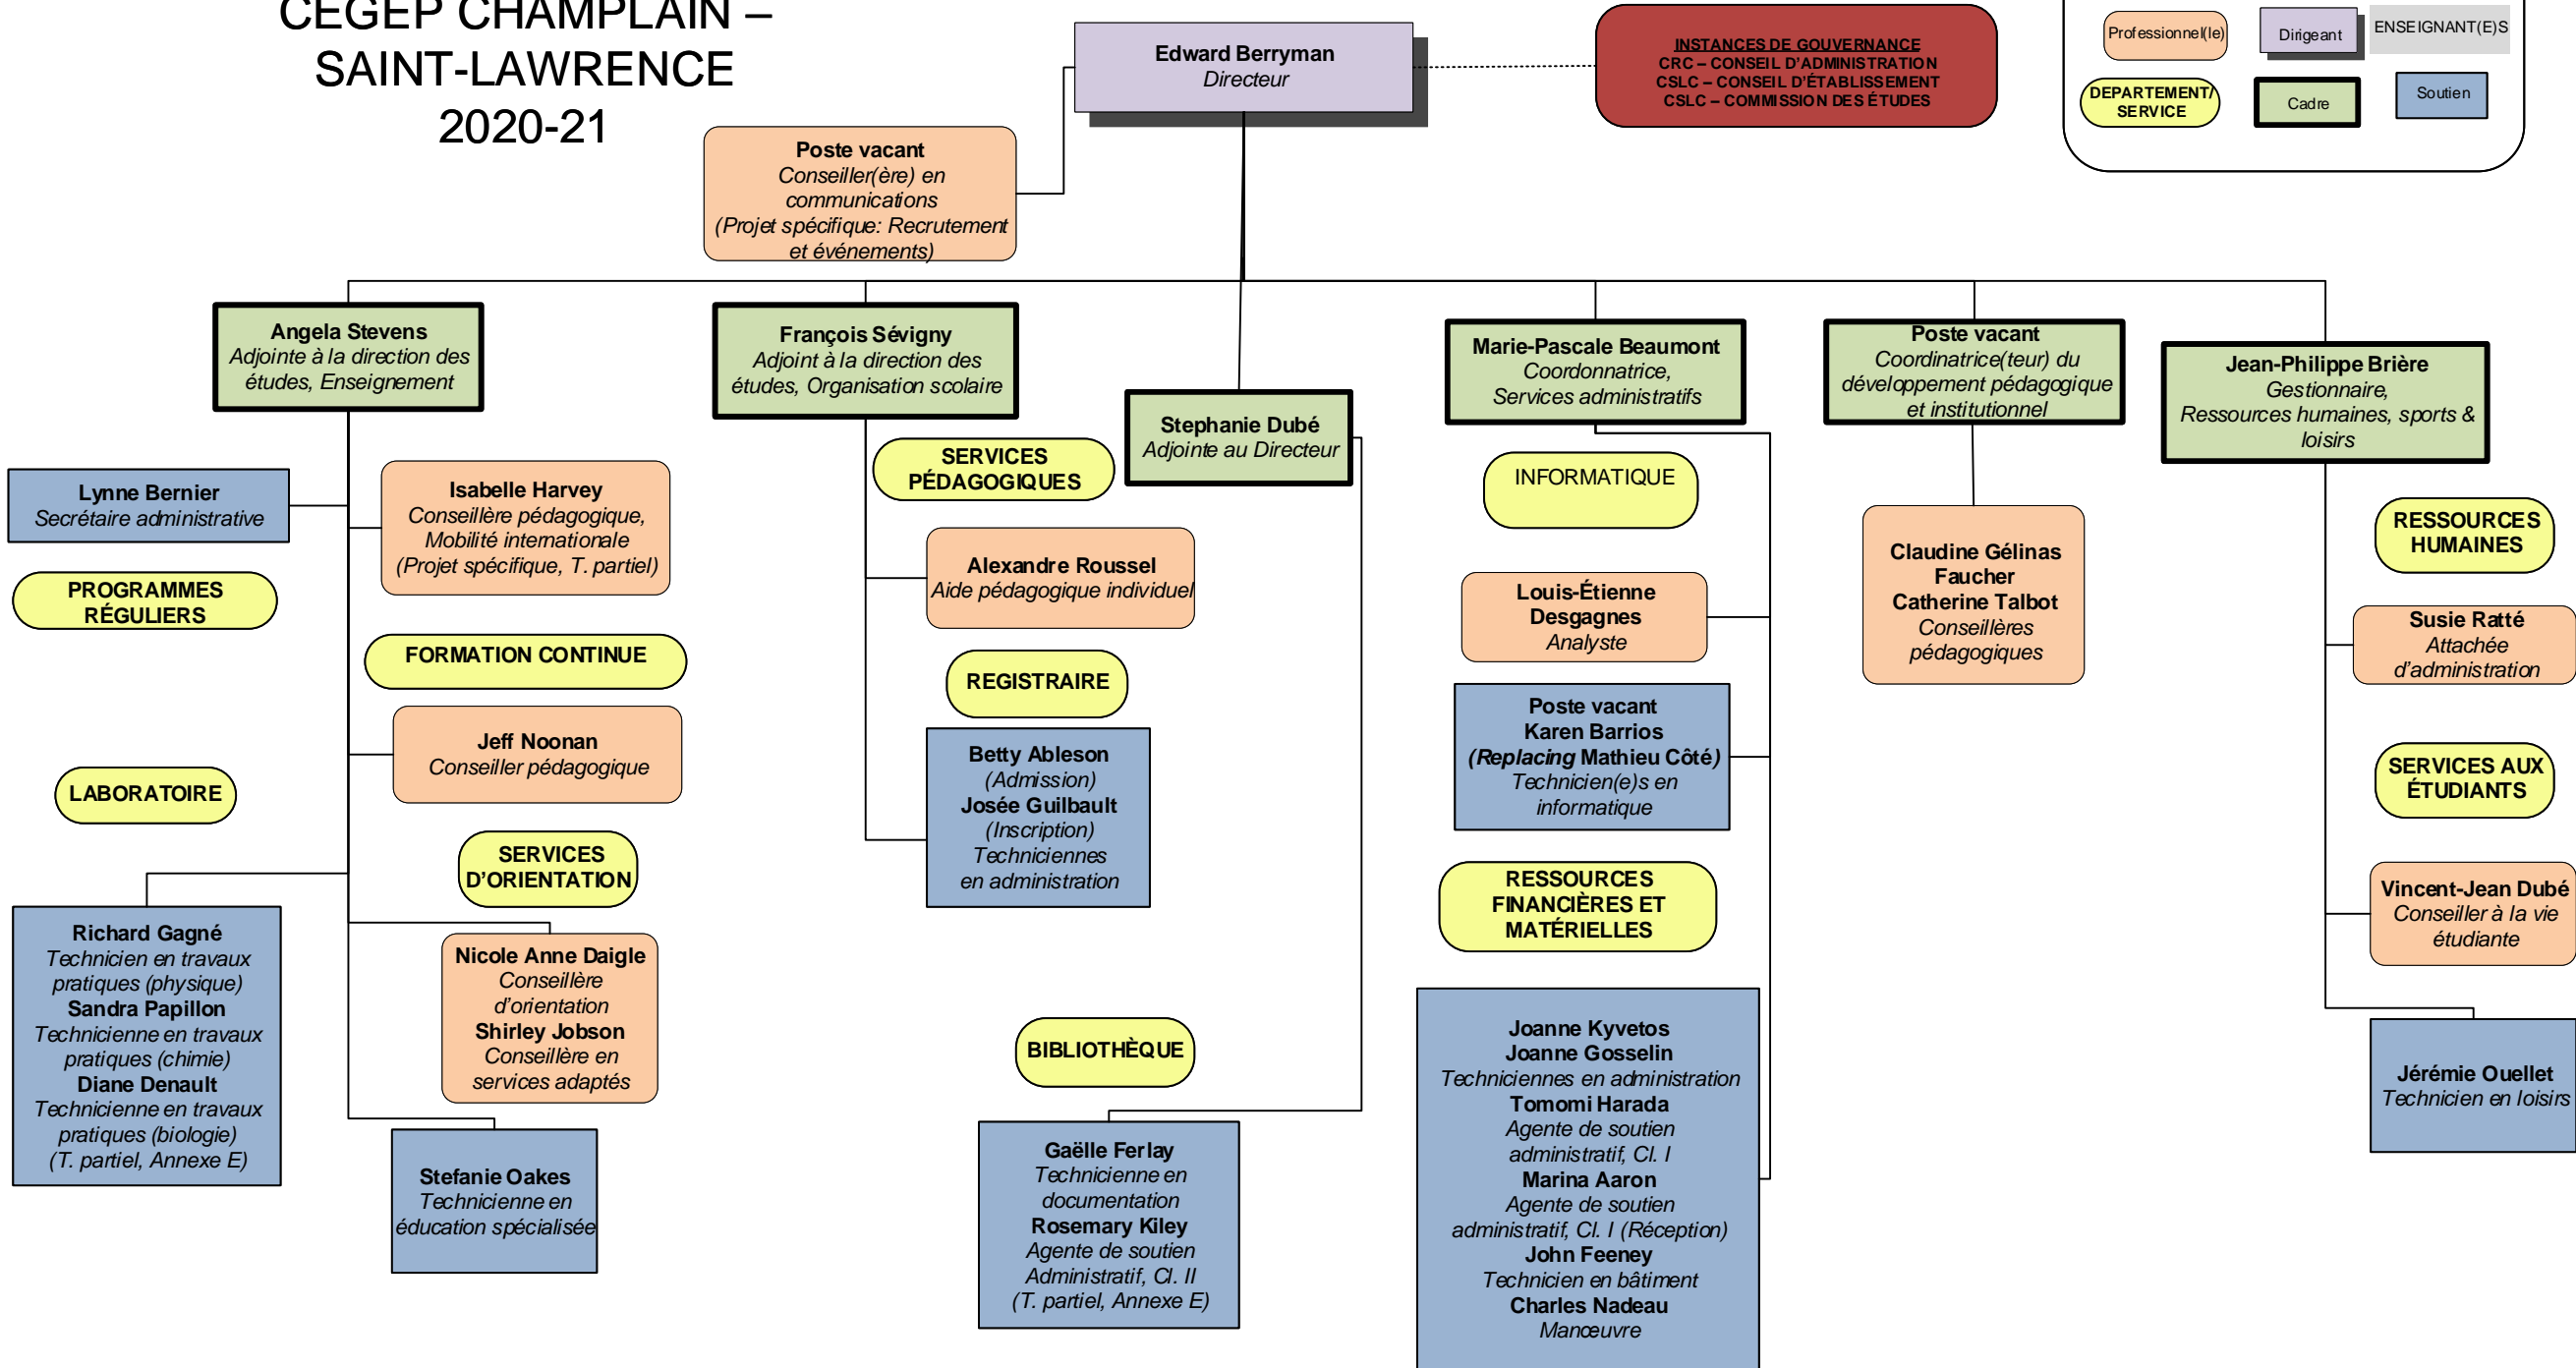 CEGEP CHAMPLAIN –
SAINT-LAWRENCE
2020-21
Edward Berryman
Directeur
INSTANCES DE GOUVERNANCE
CRC – CONSEIL D'ADMINISTRATION
CSLC – CONSEIL D'ÉTABLISSEMENT
CSLC – COMMISSION DES ÉTUDES
Professionnel(le)
Dirigeant
ENSEIGNANT(E)S
DEPARTEMENT/
SERVICE
Cadre
Soutien
Poste vacant
Conseiller(ère) en
communications
(Projet spécifique: Recrutement
et événements)
Angela Stevens
Adjointe à la direction des
études, Enseignement
François Sévigny
Adjoint à la direction des
études, Organisation scolaire
Stephanie Dubé
Adjointe au Directeur
Marie-Pascale Beaumont
Coordonnatrice,
Services administratifs
Poste vacant
Coordinatrice(teur) du
développement pédagogique
et institutionnel
Jean-Philippe Brière
Gestionnaire,
Ressources humaines, sports &
loisirs
Lynne Bernier
Secrétaire administrative
PROGRAMMES
RÉGULIERS
LABORATOIRE
Richard Gagné
Technicien en travaux
pratiques (physique)
Sandra Papillon
Technicienne en travaux
pratiques (chimie)
Diane Denault
Technicienne en travaux
pratiques (biologie)
(T. partiel, Annexe E)
Isabelle Harvey
Conseillère pédagogique,
Mobilité internationale
(Projet spécifique, T. partiel)
FORMATION CONTINUE
Jeff Noonan
Conseiller pédagogique
SERVICES
D'ORIENTATION
Nicole Anne Daigle
Conseillère
d'orientation
Shirley Jobson
Conseillère en
services adaptés
Stefanie Oakes
Technicienne en
éducation spécialisée
SERVICES
PÉDAGOGIQUES
Alexandre Roussel
Aide pédagogique individuel
REGISTRAIRE
Betty Ableson
(Admission)
Josée Guilbault
(Inscription)
Techniciennes
en administration
BIBLIOTHÈQUE
Gaëlle Ferlay
Technicienne en
documentation
Rosemary Kiley
Agente de soutien
Administratif, Cl. II
(T. partiel, Annexe E)
INFORMATIQUE
Louis-Étienne
Desgagnes
Analyste
Poste vacant
Karen Barrios
(Replacing Mathieu Côté)
Technicien(e)s en
informatique
RESSOURCES
FINANCIÈRES ET
MATÉRIELLES
Joanne Kyvetos
Joanne Gosselin
Techniciennes en administration
Tomomi Harada
Agente de soutien
administratif, Cl. I
Marina Aaron
Agente de soutien
administratif, Cl. I (Réception)
John Feeney
Technicien en bâtiment
Charles Nadeau
Manœuvre
Claudine Gélinas
Faucher
Catherine Talbot
Conseillères
pédagogiques
RESSOURCES
HUMAINES
Susie Ratté
Attachée
d'administration
SERVICES AUX
ÉTUDIANTS
Vincent-Jean Dubé
Conseiller à la vie
étudiante
Jérémie Ouellet
Technicien en loisirs